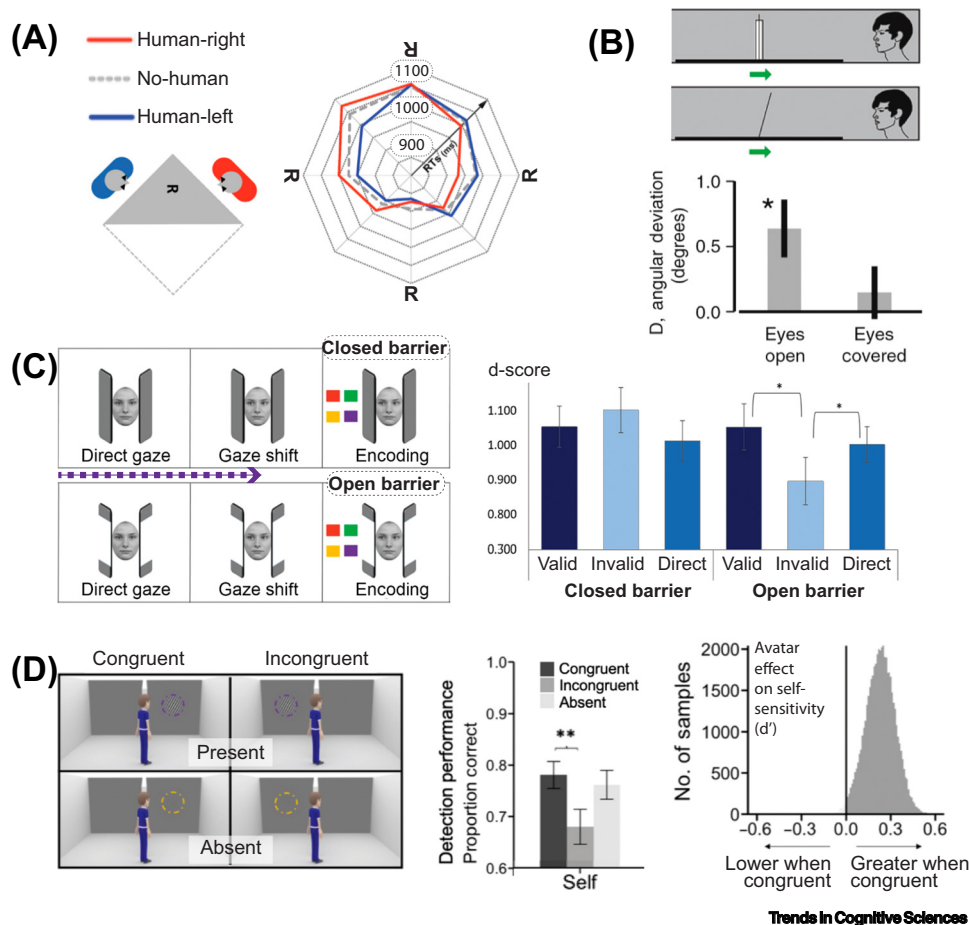 (A)
Human-right
No-human
Human-left
R
R
1100
1000
900
RTs (ms)
R
R
R
(B)
D, angular deviation
(degrees)
1.0
0.5
0.0
*
Eyes
open
Eyes
covered
(C)
Closed barrier
Direct gaze
Gaze shift
Encoding
Open barrier
Direct gaze
Gaze shift
Encoding
d-score
1.100
1.000
0.900
0.800
0.300
*
*
Valid
Invalid
Direct
Valid
Invalid
Direct
Closed barrier
Open barrier
(D)
Congruent
Incongruent
Present
Absent
Detection performance
Proportion correct
1.0
0.9
0.8
0.7
0.6
Congruent
Incongruent
Absent
**
Self
No. of samples
2000
1500
1000
500
0
Avatar
effect
on self-
sensitivity
(d')
−0.6
−0.3
0.0
0.3
0.6
Lower when
congruent
Greater when
congruent
Trends in Cognitive Sciences